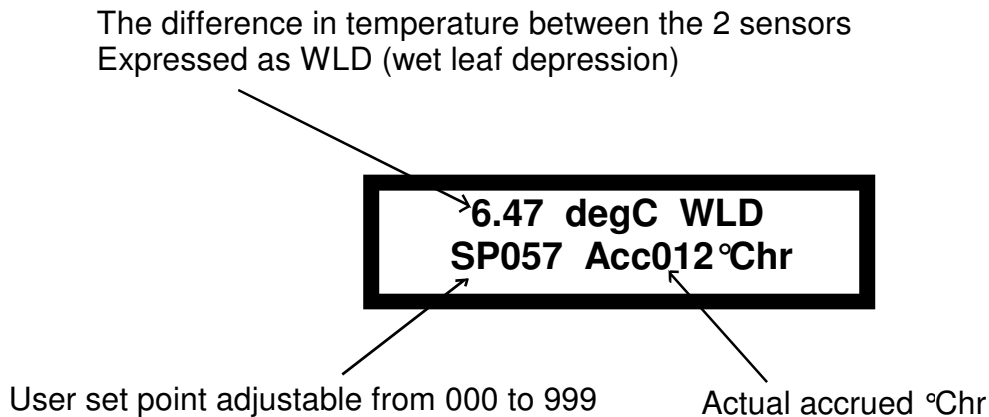 The difference in temperature between the 2 sensors
Expressed as WLD (wet leaf depression)
6.47 degC WLD
SP057 Acc012°Chr
User set point adjustable from 000 to 999
Actual accrued °Chr